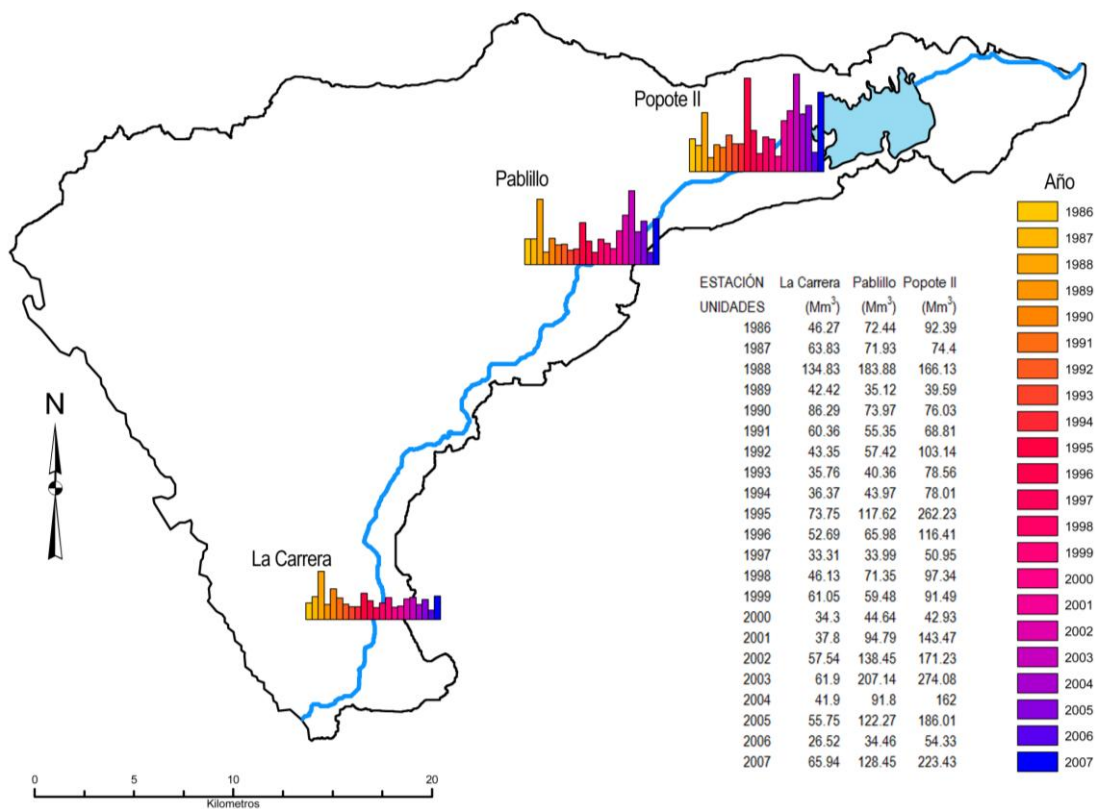 Popote II
Pablillo
La Carrera
N
0 5 10 20
Kilometros
ESTACIÓN La Carrera Pablillo Popote II
UNIDADES (Mm³) (Mm³) (Mm³)
1986 46.27 72.44 92.39
1987 63.83 71.93 74.4
1988 134.83 183.88 166.13
1989 42.42 35.12 39.59
1990 86.29 73.97 76.03
1991 60.36 55.35 68.81
1992 43.35 57.42 103.14
1993 35.76 40.36 78.56
1994 36.37 43.97 78.01
1995 73.75 117.62 262.23
1996 52.69 65.98 116.41
1997 33.31 33.99 50.95
1998 46.13 71.35 97.34
1999 61.05 59.48 91.49
2000 34.3 44.64 42.93
2001 37.8 94.79 143.47
2002 57.54 138.45 171.23
2003 61.9 207.14 274.08
2004 41.9 91.8 162
2005 55.75 122.27 186.01
2006 26.52 34.46 54.33
2007 65.94 128.45 223.43
Año
1986
1987
1988
1989
1990
1991
1992
1993
1994
1995
1996
1997
1998
1999
2000
2001
2002
2003
2004
2005
2006
2007